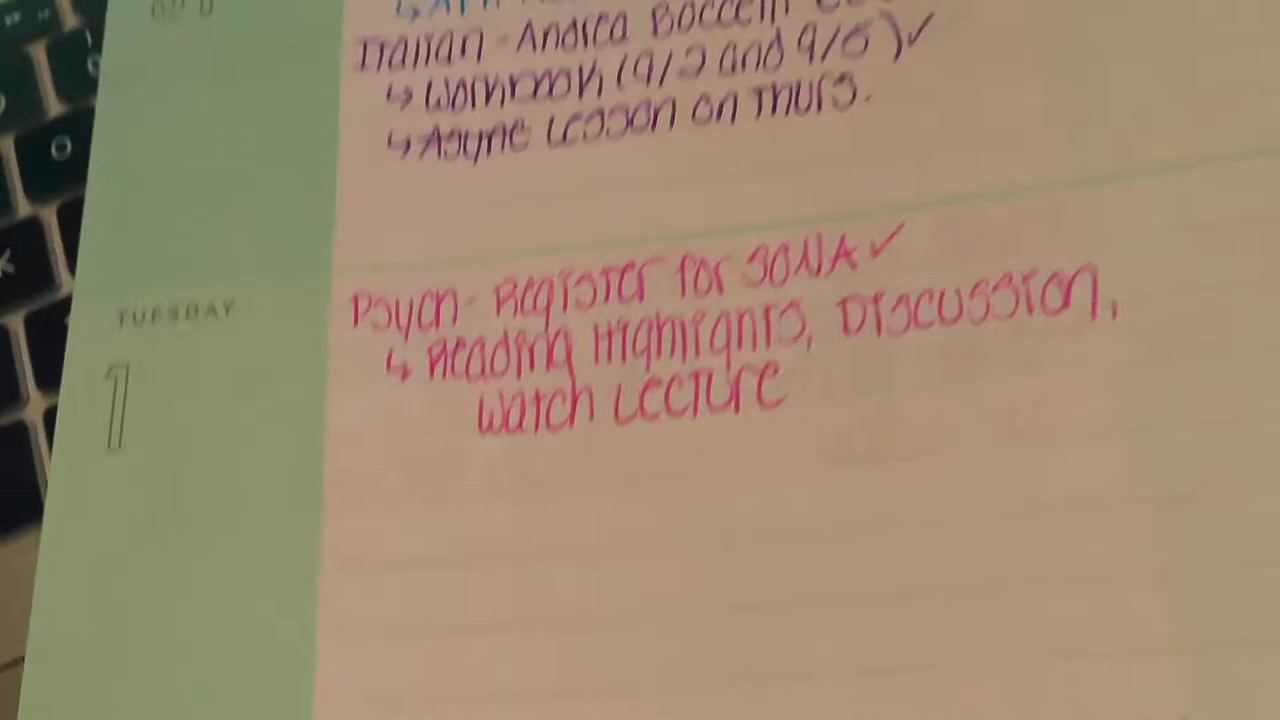 Italian - Andrea Bocelli
↳ Workbook (9/2 and 9/5) ✓
↳ Async Lesson on Thurs.
TUESDAY
1
Psych - Register for SONA ✓
↳ Reading Highlights, Discussion,
Watch Lecture